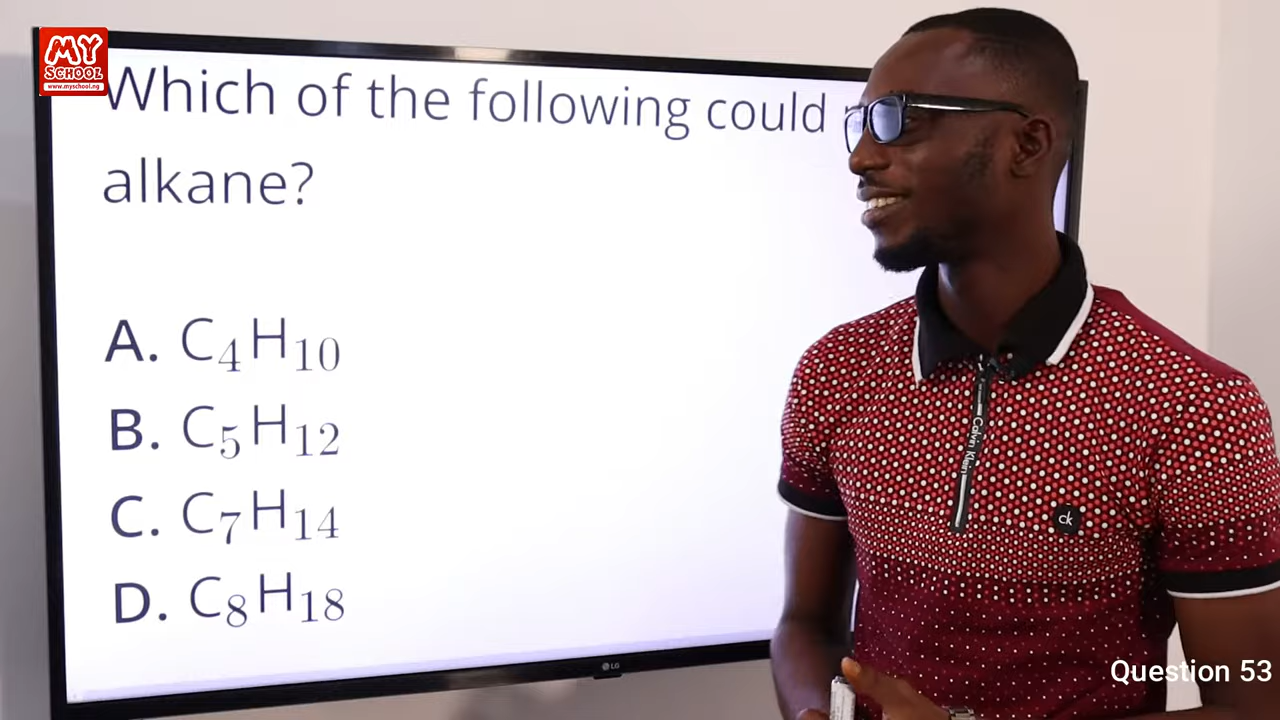 MY
SCHOOL
www.myschool.ng
Which of the following could
alkane?
A. C₄H₁₀
B. C₅H₁₂
C. C₇H₁₄
D. C₈H₁₈
LG
Calvin Klein
ck
Question 53